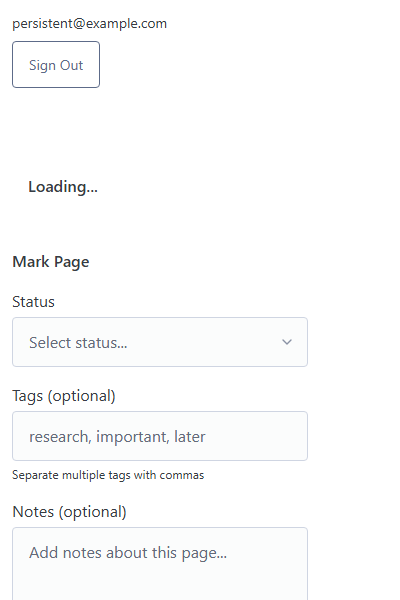 persistent@example.com
Sign Out
Loading...
Mark Page
Status
Select status...
Tags (optional)
research, important, later
Separate multiple tags with commas
Notes (optional)
Add notes about this page...